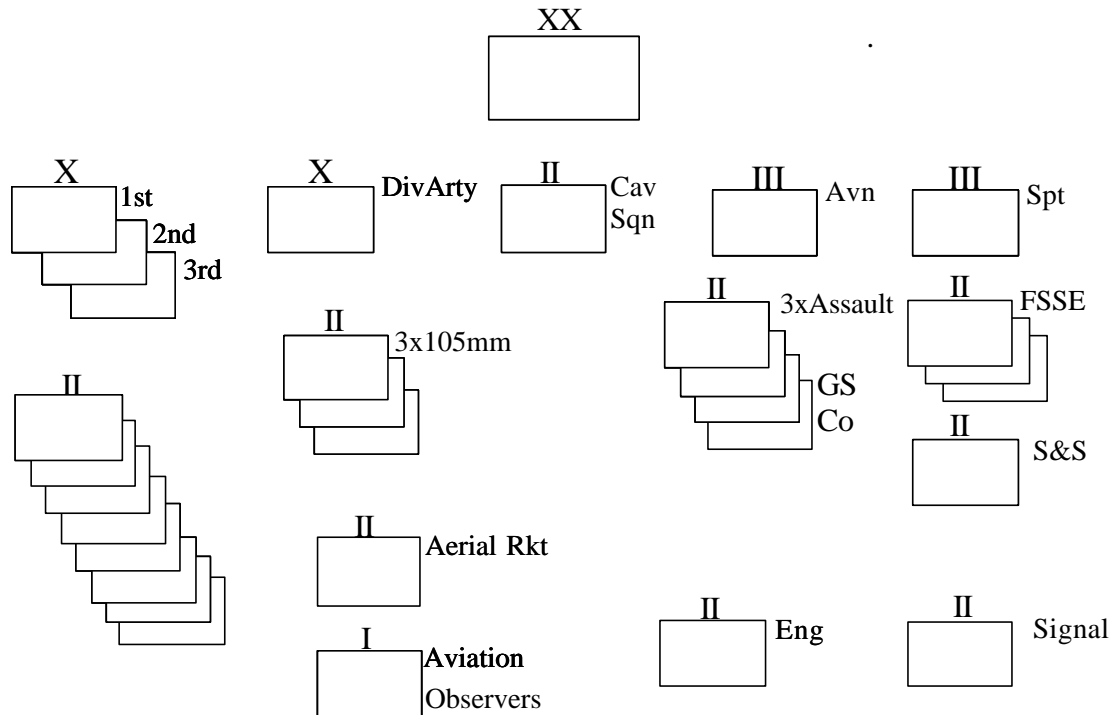 XX
X
1st
2nd
3rd
X
DivArty
II
Cav
Sqn
III
Avn
III
Spt
II
3x105mm
II
3xAssault
GS
Co
II
FSSE
II
II
S&S
II
Aerial Rkt
I
Aviation
Observers
II
Eng
II
Signal